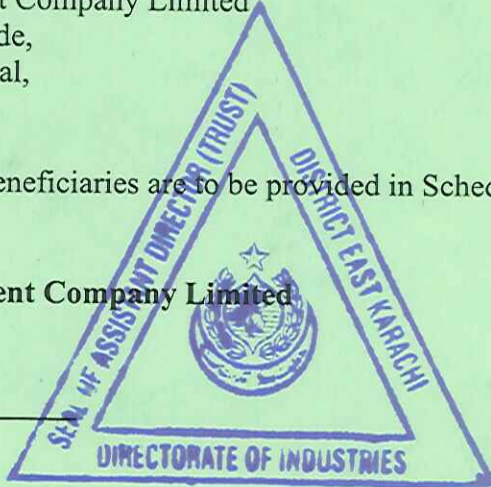 t Company Limited
de,
al,
eneficiaries are to be provided in Sched
ent Company Limited
SEAL OF ASSISTANT DIRECTOR (TRUST)
DISTRICT EAST KARACHI
DIRECTORATE OF INDUSTRIES